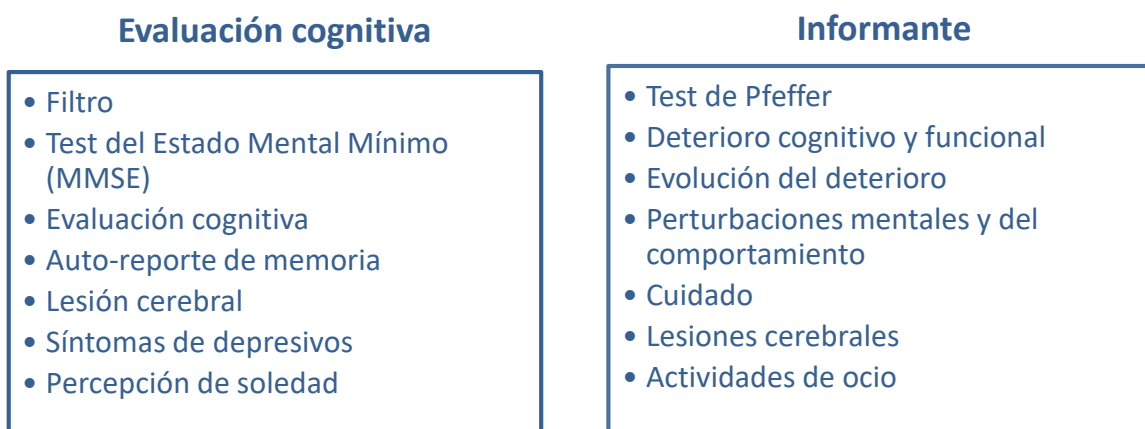 Evaluación cognitiva
• Filtro
• Test del Estado Mental Mínimo
(MMSE)
• Evaluación cognitiva
• Auto-reporte de memoria
• Lesión cerebral
• Síntomas de depresivos
• Percepción de soledad
Informante
• Test de Pfeffer
• Deterioro cognitivo y funcional
• Evolución del deterioro
• Perturbaciones mentales y del
comportamiento
• Cuidado
• Lesiones cerebrales
• Actividades de ocio